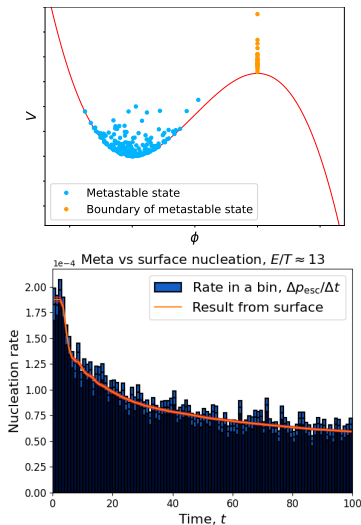 V
Metastable state
Boundary of metastable state
ϕ
Meta vs surface nucleation, E/T ≈ 13
1e−4
Rate in a bin, Δp_esc/Δt
Result from surface
Nucleation rate
2.00
1.75
1.50
1.25
1.00
0.75
0.50
0.25
0.00
0 20 40 60 80 100
Time, t